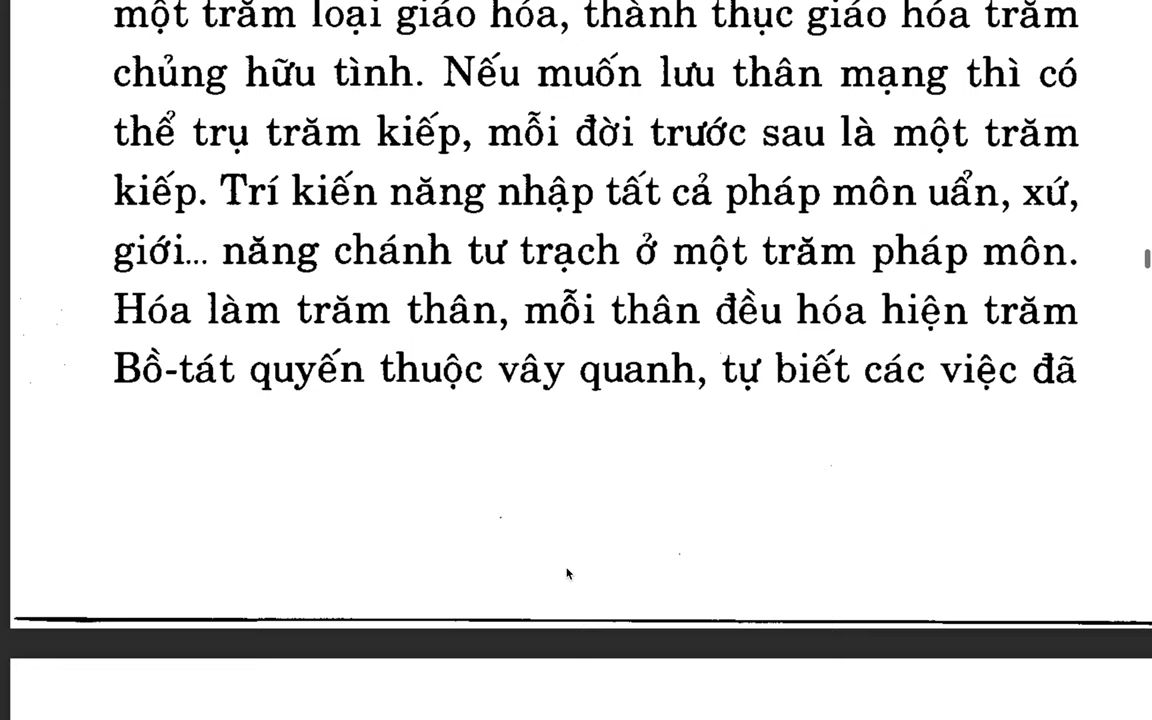 một trăm loại giáo hóa, thành thục giáo hóa trăm
chủng hữu tình. Nếu muốn lưu thân mạng thì có
thể trụ trăm kiếp, mỗi đời trước sau là một trăm
kiếp. Trí kiến năng nhập tất cả pháp môn uẩn, xứ,
giới... năng chánh tư trạch ở một trăm pháp môn.
Hóa làm trăm thân, mỗi thân đều hóa hiện trăm
Bồ-tát quyến thuộc vây quanh, tự biết các việc đã